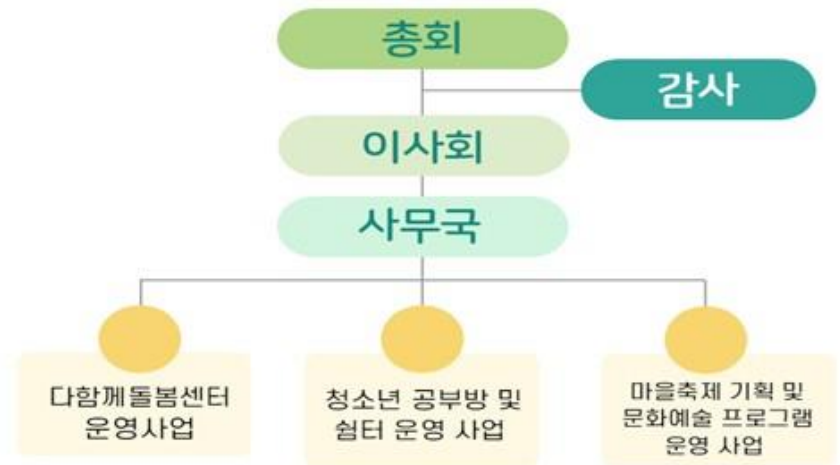 총회
감사
이사회
사무국
다함께돌봄센터
운영사업
청소년 공부방 및
쉼터 운영 사업
마을축제 기획 및
문화예술 프로그램
운영 사업